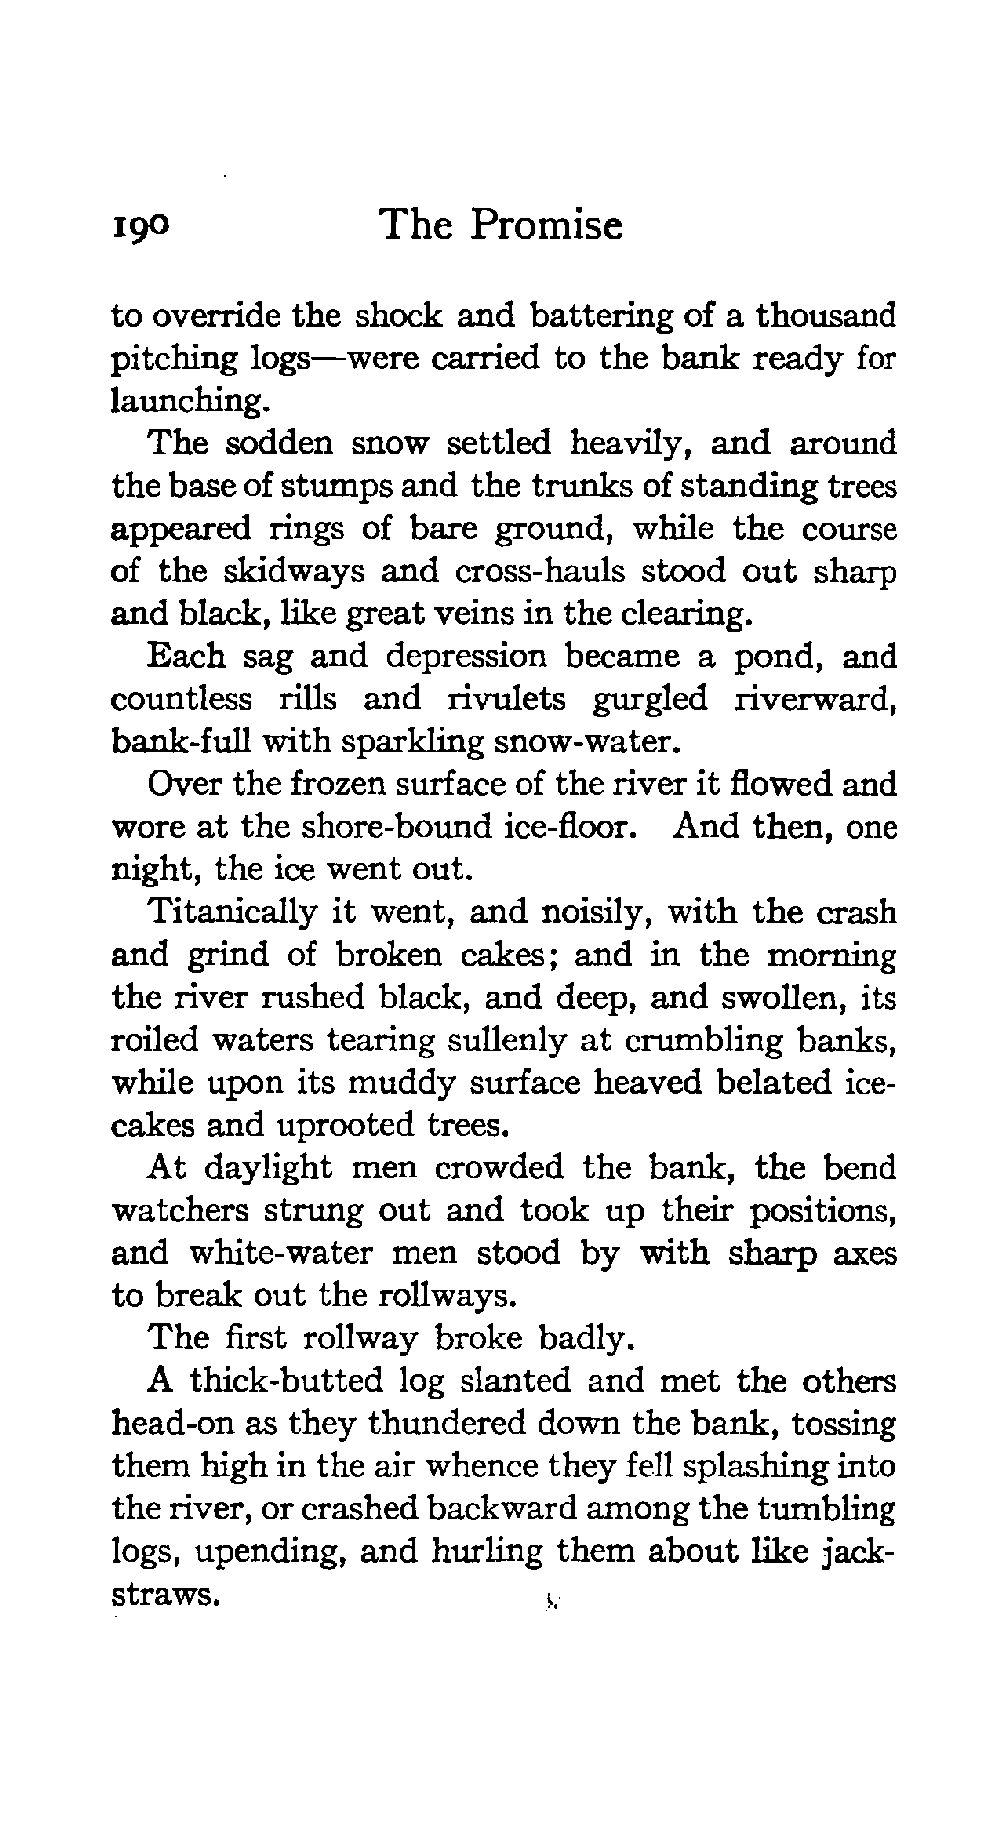 190 The Promise
to override the shock and battering of a thousand
pitching logs—were carried to the bank ready for
launching.
The sodden snow settled heavily, and around
the base of stumps and the trunks of standing trees
appeared rings of bare ground, while the course
of the skidways and cross-hauls stood out sharp
and black, like great veins in the clearing.
Each sag and depression became a pond, and
countless rills and rivulets gurgled riverward,
bank-full with sparkling snow-water.
Over the frozen surface of the river it flowed and
wore at the shore-bound ice-floor. And then, one
night, the ice went out.
Titanically it went, and noisily, with the crash
and grind of broken cakes; and in the morning
the river rushed black, and deep, and swollen, its
roiled waters tearing sullenly at crumbling banks,
while upon its muddy surface heaved belated ice-
cakes and uprooted trees.
At daylight men crowded the bank, the bend
watchers strung out and took up their positions,
and white-water men stood by with sharp axes
to break out the rollways.
The first rollway broke badly.
A thick-butted log slanted and met the others
head-on as they thundered down the bank, tossing
them high in the air whence they fell splashing into
the river, or crashed backward among the tumbling
logs, upending, and hurling them about like jack-
straws.